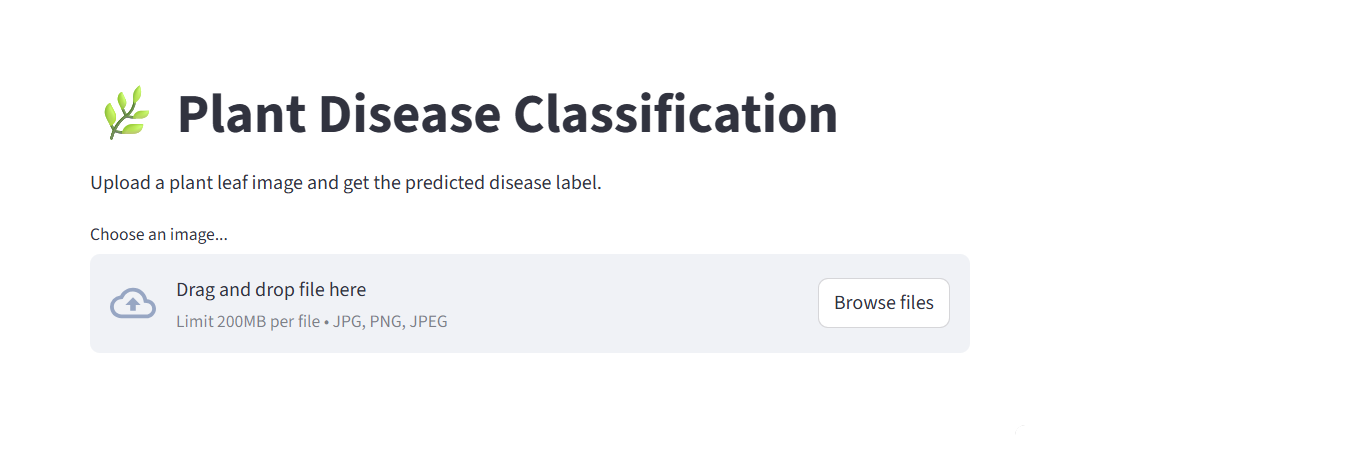 Plant Disease Classification
Upload a plant leaf image and get the predicted disease label.
Choose an image...
Drag and drop file here
Limit 200MB per file • JPG, PNG, JPEG
Browse files